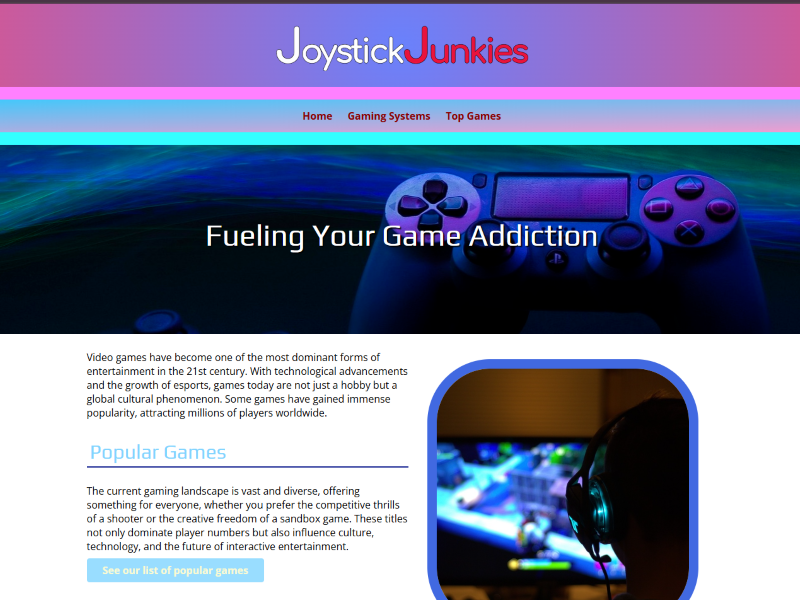 JoystickJunkies
Home Gaming Systems Top Games
Fueling Your Game Addiction
Video games have become one of the most dominant forms of
entertainment in the 21st century. With technological advancements
and the growth of esports, games today are not just a hobby but a
global cultural phenomenon. Some games have gained immense
popularity, attracting millions of players worldwide.
Popular Games
The current gaming landscape is vast and diverse, offering
something for everyone, whether you prefer the competitive thrills
of a shooter or the creative freedom of a sandbox game. These titles
not only dominate player numbers but also influence culture,
technology, and the future of interactive entertainment.
See our list of popular games